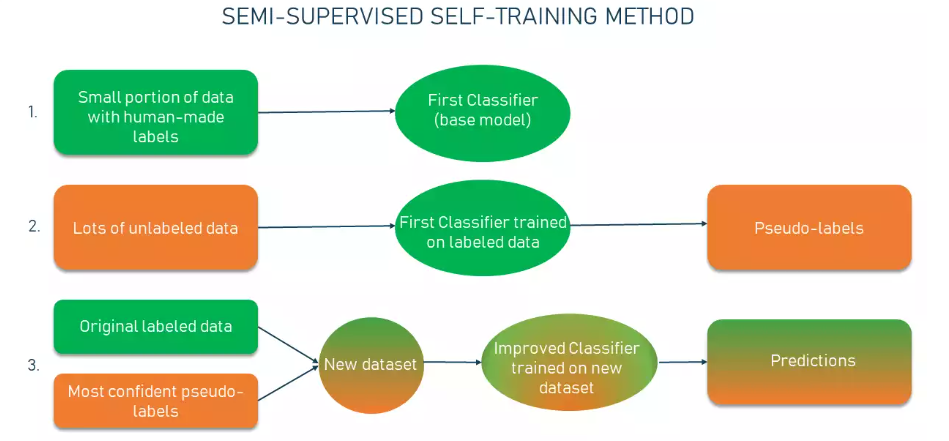 SEMI-SUPERVISED SELF-TRAINING METHOD
1.
Small portion of data
with human-made
labels
First Classifier
(base model)
2.
Lots of unlabeled data
First Classifier trained
on labeled data
Pseudo-labels
3.
Original labeled data
Most confident pseudo-
labels
New dataset
Improved Classifier
trained on new
dataset
Predictions